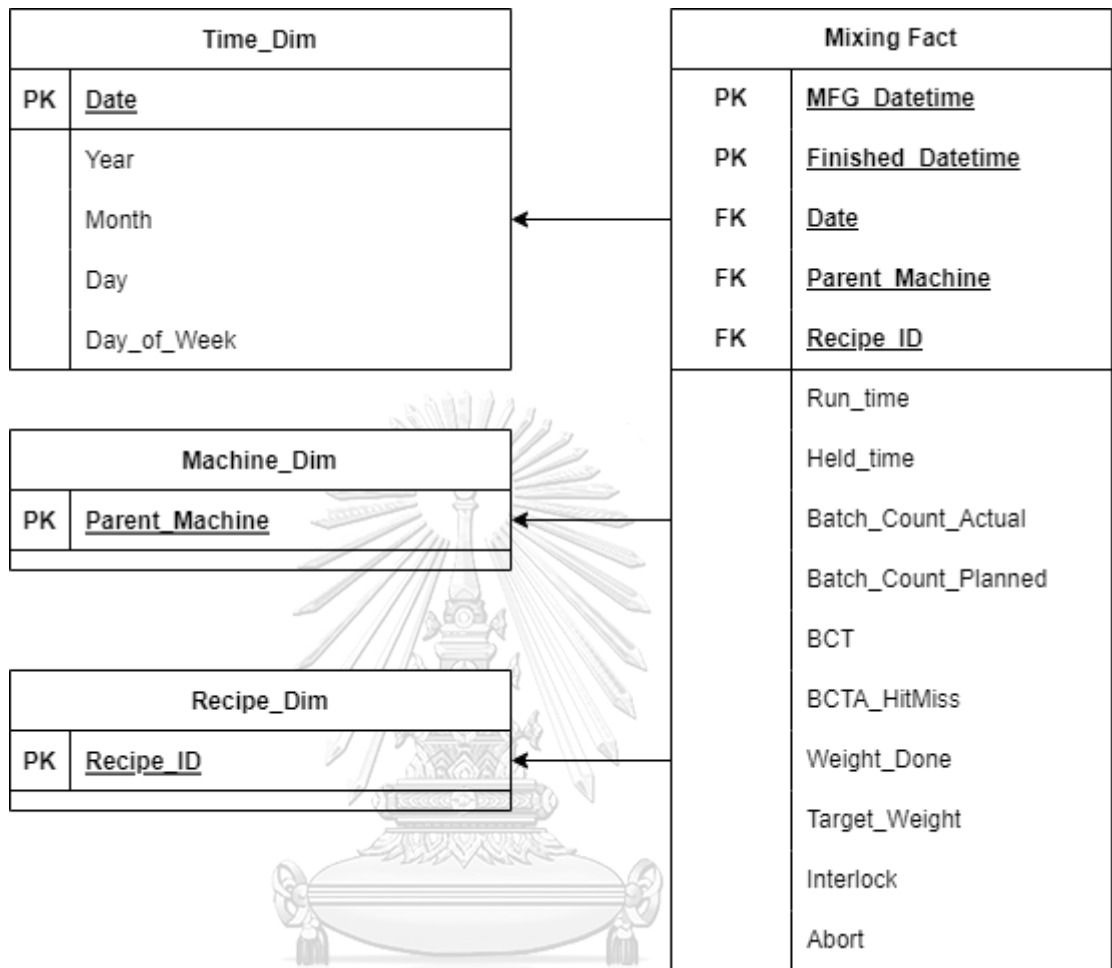 Time_Dim
PK Date
Year
Month
Day
Day_of_Week
Machine_Dim
PK Parent_Machine
Recipe_Dim
PK Recipe_ID
Mixing Fact
PK MFG_Datetime
PK Finished_Datetime
FK Date
FK Parent_Machine
FK Recipe_ID
Run_time
Held_time
Batch_Count_Actual
Batch_Count_Planned
BCT
BCTA_HitMiss
Weight_Done
Target_Weight
Interlock
Abort